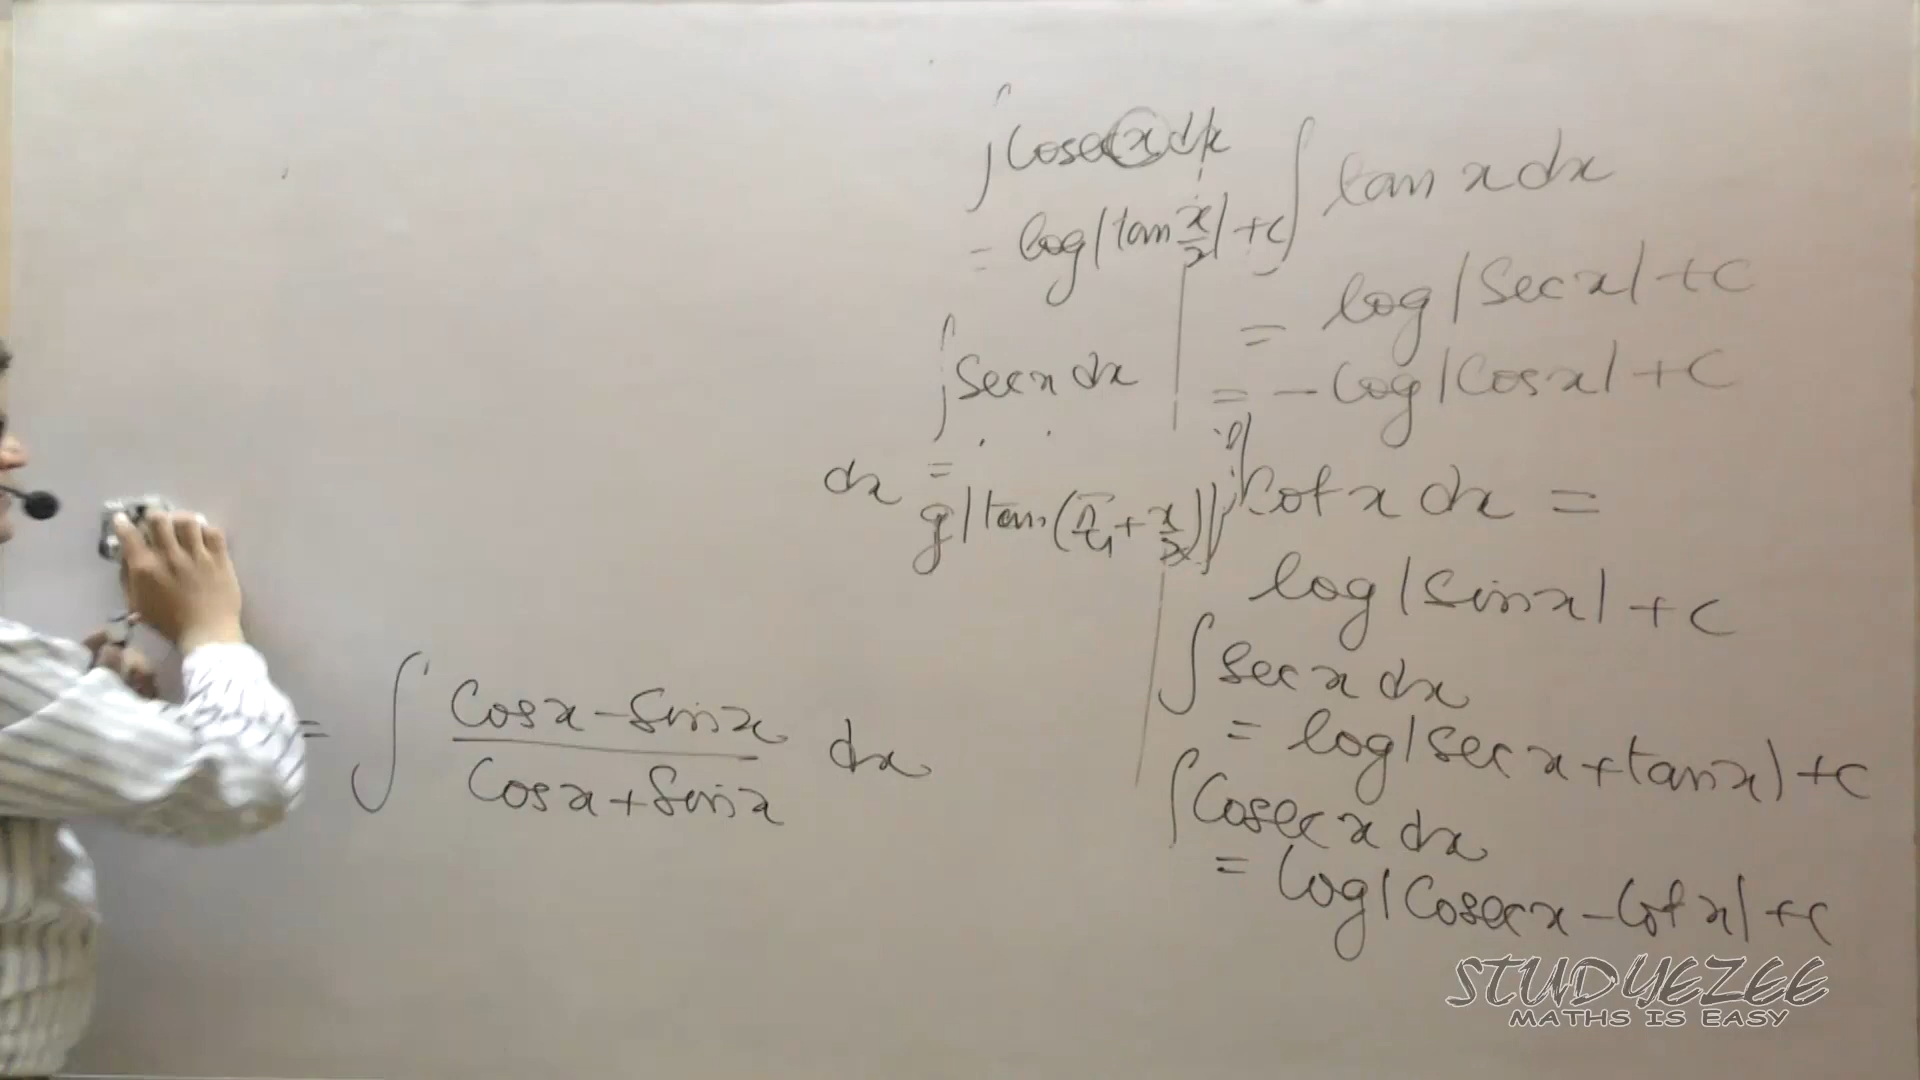 ∫ Cosec x dx
= log|tan x/2| + c
∫ Sec x dx
dx =
g|tan(π/4 + x/2)|
∫ tan x dx
= log|Sec x| + c
= - log|Cos x| + c
∫ Cot x dx =
log|Sin x| + c
∫ Sec x dx
= log|Sec x + tan x| + c
∫ Cosec x dx
= log|Cosec x - Cot x| + c
= ∫ (Cos x - Sin x)/(Cos x + Sin x) dx
STUDYEZEE
MATHS IS EASY